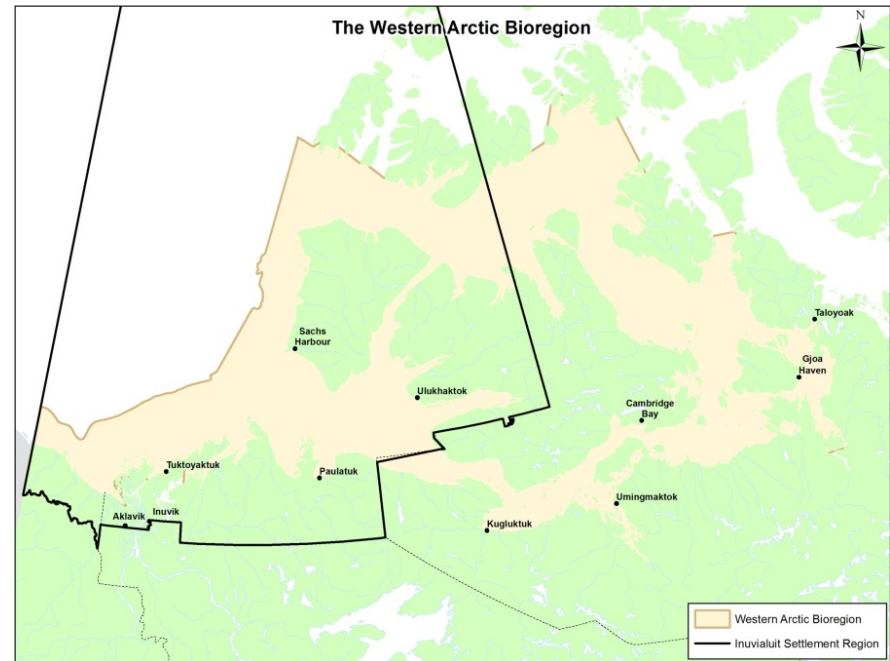 The Western Arctic Bioregion
N
Sachs
Harbour
Taloyoak
Gjoa
Haven
Ulukhaktok
Cambridge
Bay
Tuktoyaktuk
Paulatuk
Umingmaktok
Aklavik
Inuvik
Kugluktuk
Western Arctic Bioregion
Inuvialuit Settlement Region